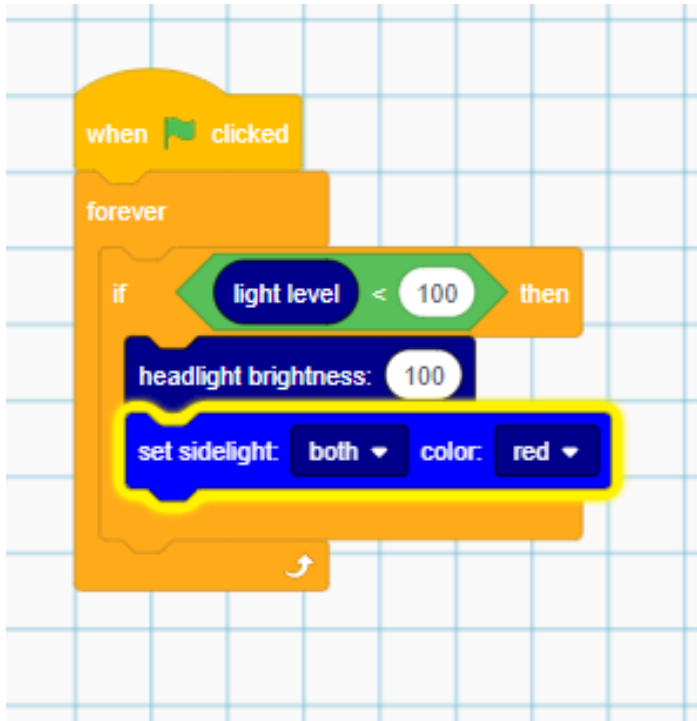 when clicked
forever
if light level < 100 then
headlight brightness: 100
set sidelight: both color: red